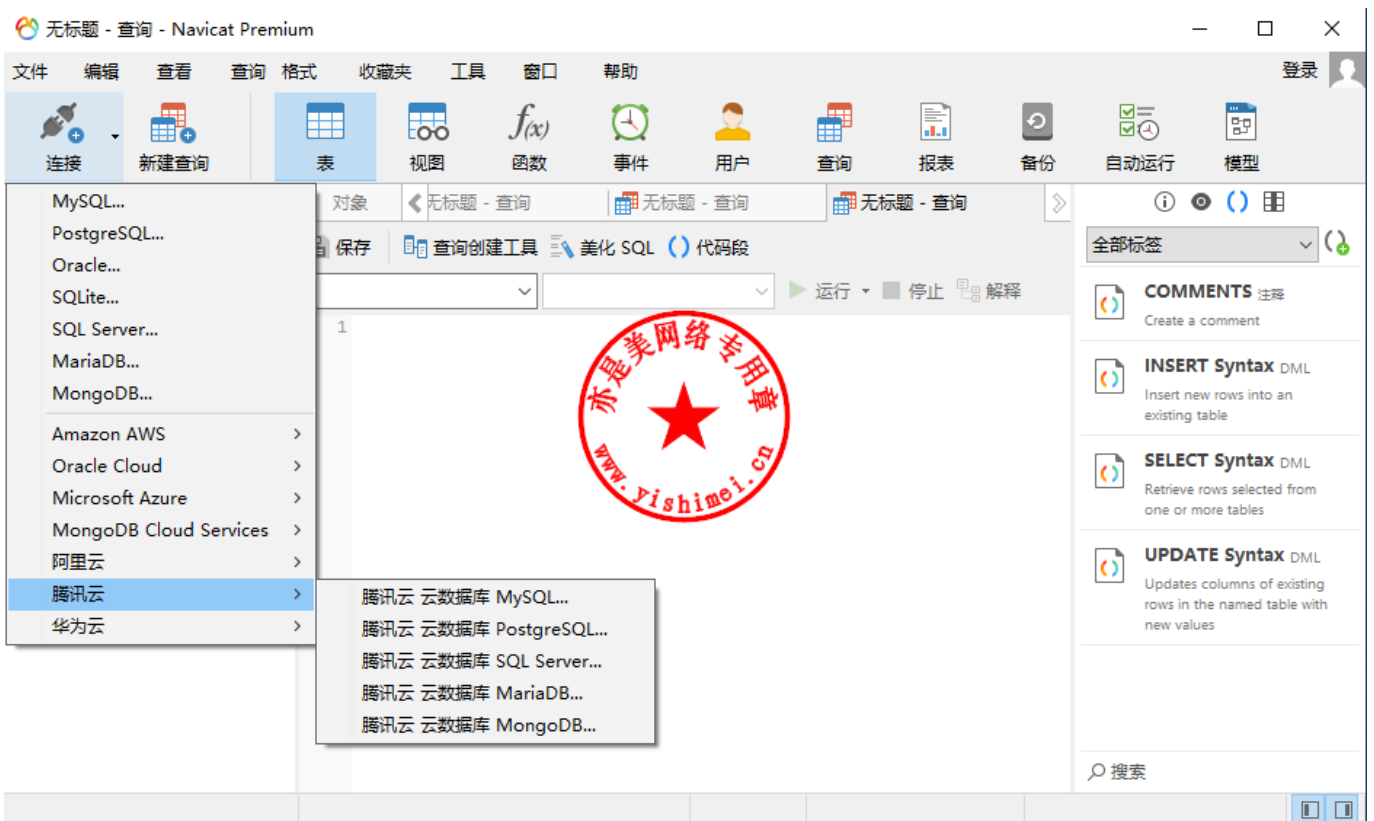 无标题 - 查询 - Navicat Premium
文件 编辑 查看 查询 格式 收藏夹 工具 窗口 帮助 登录
连接 新建查询 表 视图 f(x) 函数 事件 用户 查询 报表 备份 自动运行 模型
对象 无标题 - 查询 无标题 - 查询 无标题 - 查询
保存 查询创建工具 美化 SQL 代码段
运行 停止 解释
1
MySQL...
PostgreSQL...
Oracle...
SQLite...
SQL Server...
MariaDB...
MongoDB...
Amazon AWS
Oracle Cloud
Microsoft Azure
MongoDB Cloud Services
阿里云
腾讯云
华为云
腾讯云 云数据库 MySQL...
腾讯云 云数据库 PostgreSQL...
腾讯云 云数据库 SQL Server...
腾讯云 云数据库 MariaDB...
腾讯云 云数据库 MongoDB...
亦是美网络专用章
www.yishimei.cn
全部标签
COMMENTS 注释
Create a comment
INSERT Syntax DML
Insert new rows into an
existing table
SELECT Syntax DML
Retrieve rows selected from
one or more tables
UPDATE Syntax DML
Updates columns of existing
rows in the named table with
new values
搜索